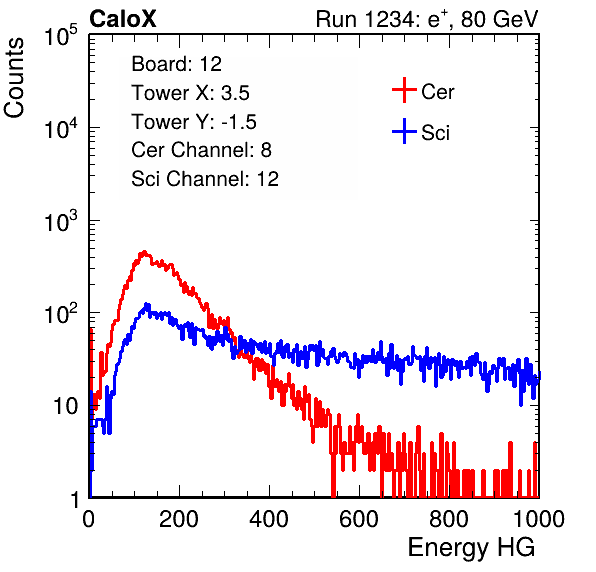 CaloX Run 1234: e⁺, 80 GeV
Counts
Board: 12
Tower X: 3.5
Tower Y: -1.5
Cer Channel: 8
Sci Channel: 12
Cer
Sci
10⁵
10⁴
10³
10²
10
1
0 200 400 600 800 1000
Energy HG